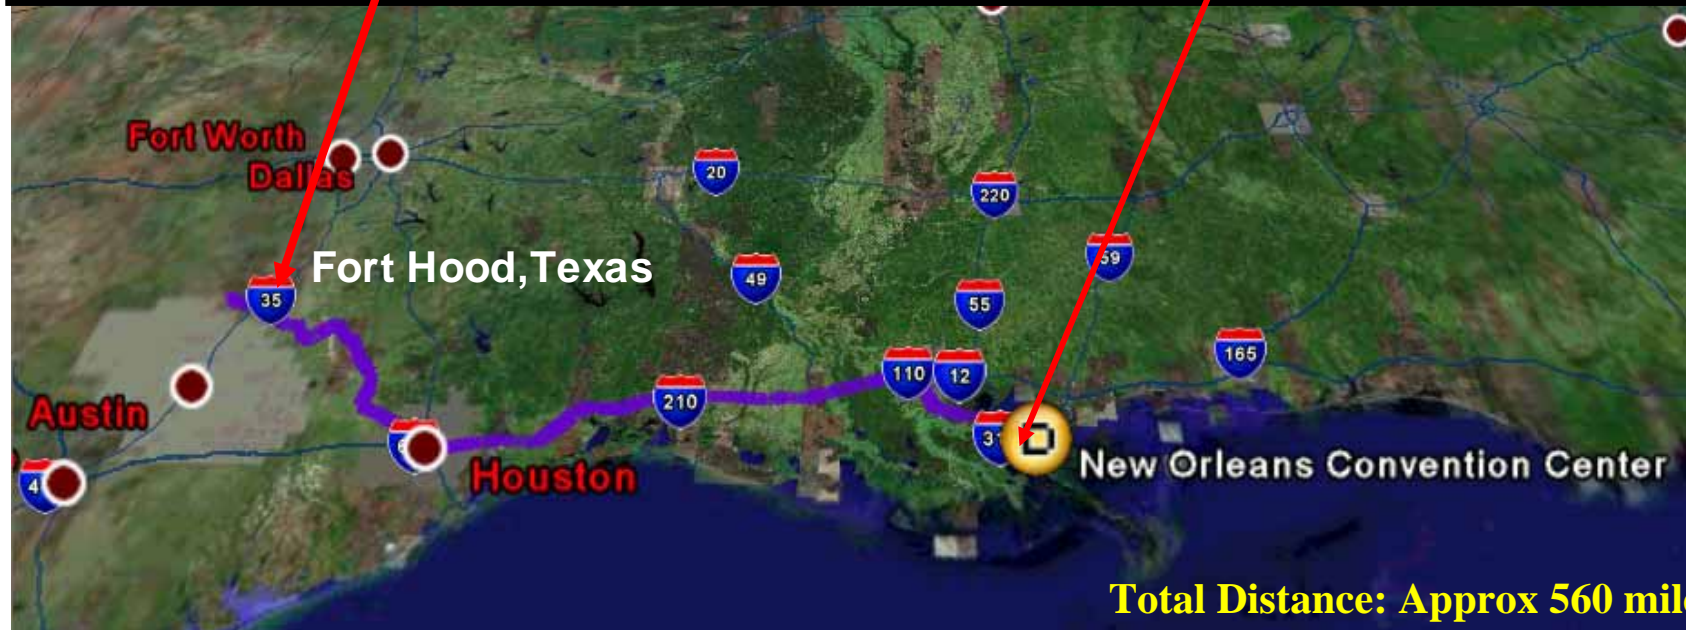 Fort Worth
Dallas
20
220
Fort Hood,Texas
59
49
35
55
165
110
12
210
Austin
Houston
New Orleans Convention Center
Total Distance: Approx 560